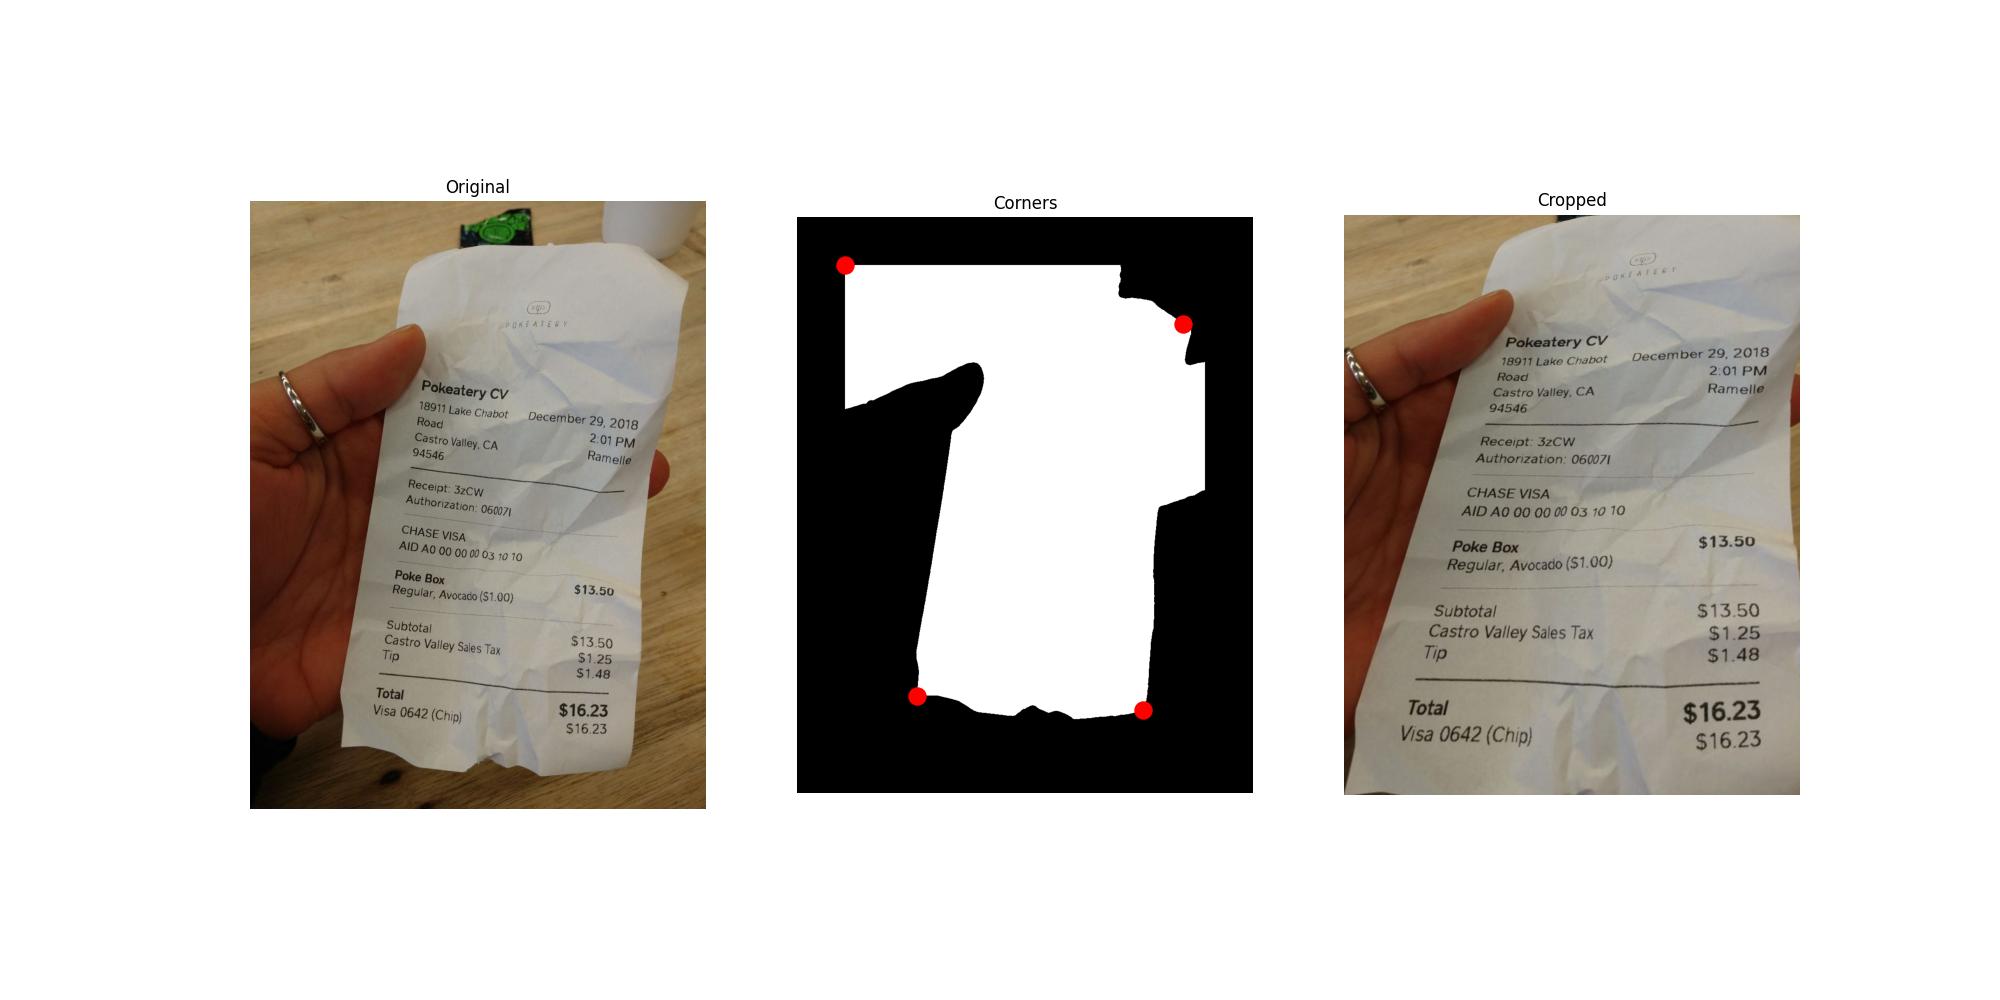 Original
POKEATERY
Pokeatery CV
18911 Lake Chabot
Road
Castro Valley, CA
94546
December 29, 2018
2:01 PM
Ramelle
Receipt: 3zCW
Authorization: 06007I
CHASE VISA
AID A0 00 00 00 03 10 10
Poke Box $13.50
Regular, Avocado ($1.00)
Subtotal $13.50
Castro Valley Sales Tax $1.25
Tip $1.48
Total $16.23
Visa 0642 (Chip) $16.23
Corners
Cropped
POKEATERY
Pokeatery CV
18911 Lake Chabot
Road
Castro Valley, CA
94546
December 29, 2018
2:01 PM
Ramelle
Receipt: 3zCW
Authorization: 06007I
CHASE VISA
AID A0 00 00 00 03 10 10
Poke Box $13.50
Regular, Avocado ($1.00)
Subtotal $13.50
Castro Valley Sales Tax $1.25
Tip $1.48
Total $16.23
Visa 0642 (Chip) $16.23